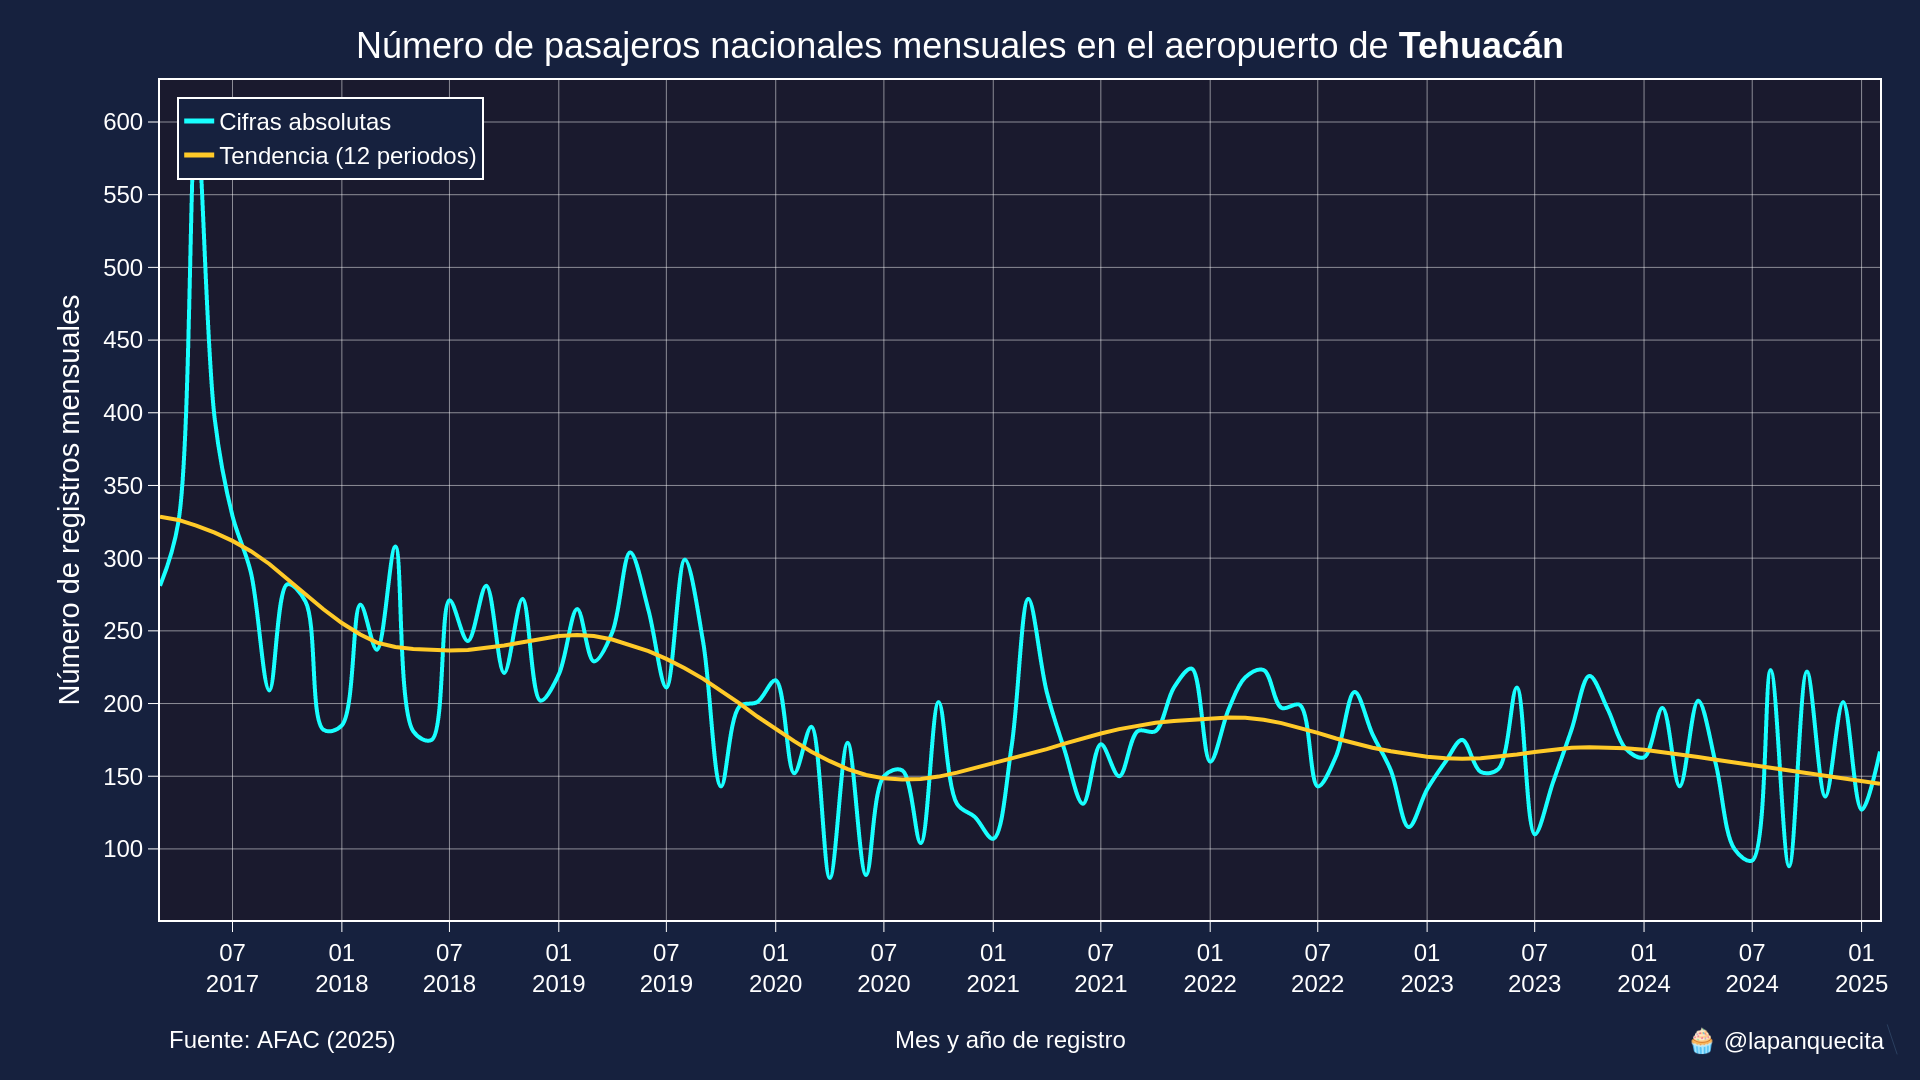 Número de pasajeros nacionales mensuales en el aeropuerto de Tehuacán
Cifras absolutas
Tendencia (12 periodos)
Número de registros mensuales
600
550
500
450
400
350
300
250
200
150
100
07 01 07 01 07 01 07 01 07 01 07 01 07 01 07 01
2017 2018 2018 2019 2019 2020 2020 2021 2021 2022 2022 2023 2023 2024 2024 2025
Fuente: AFAC (2025)
Mes y año de registro
🧁 @lapanquecita